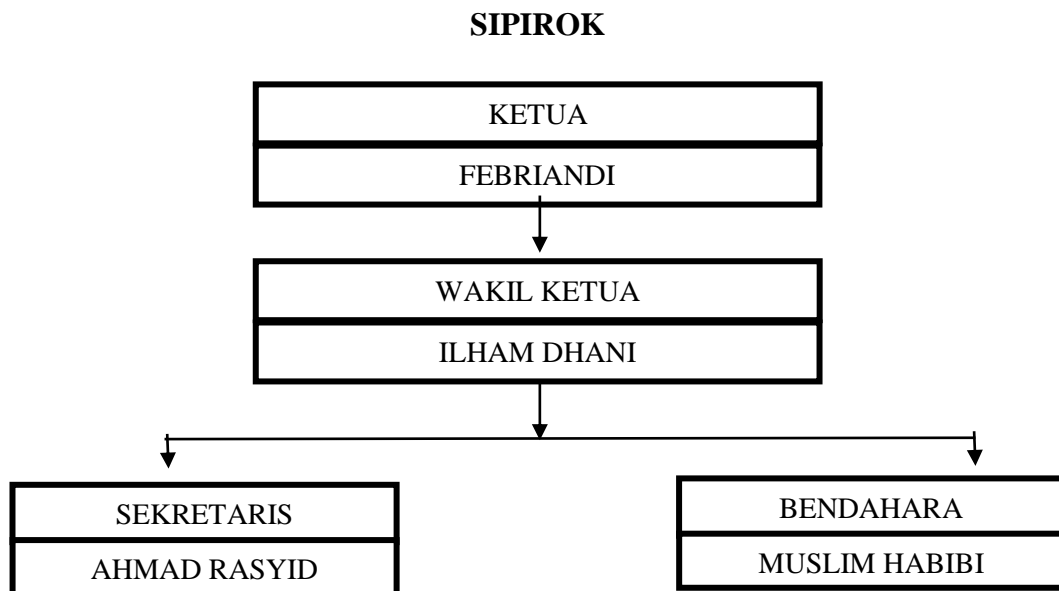 SIPIROK
KETUA
FEBRIANDI
WAKIL KETUA
ILHAM DHANI
SEKRETARIS
AHMAD RASYID
BENDAHARA
MUSLIM HABIBI